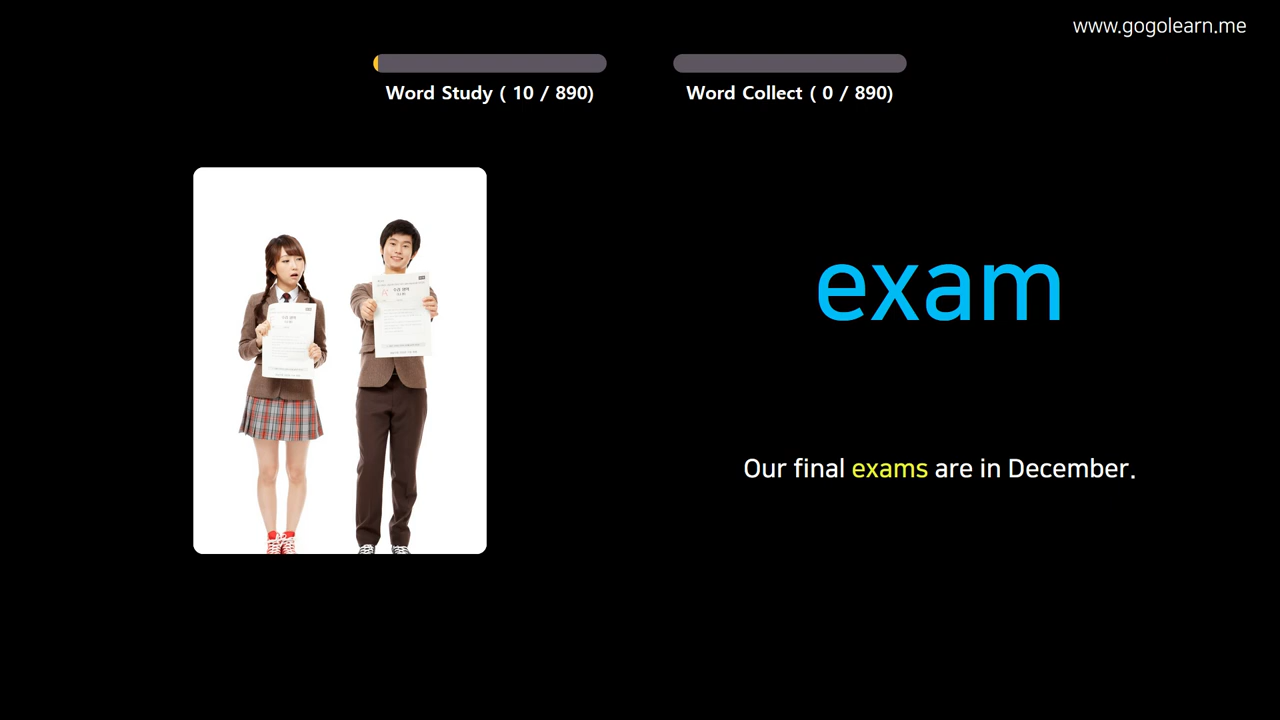 www.gogolearn.me
Word Study ( 10 / 890)
Word Collect ( 0 / 890)
exam
Our final exams are in December.